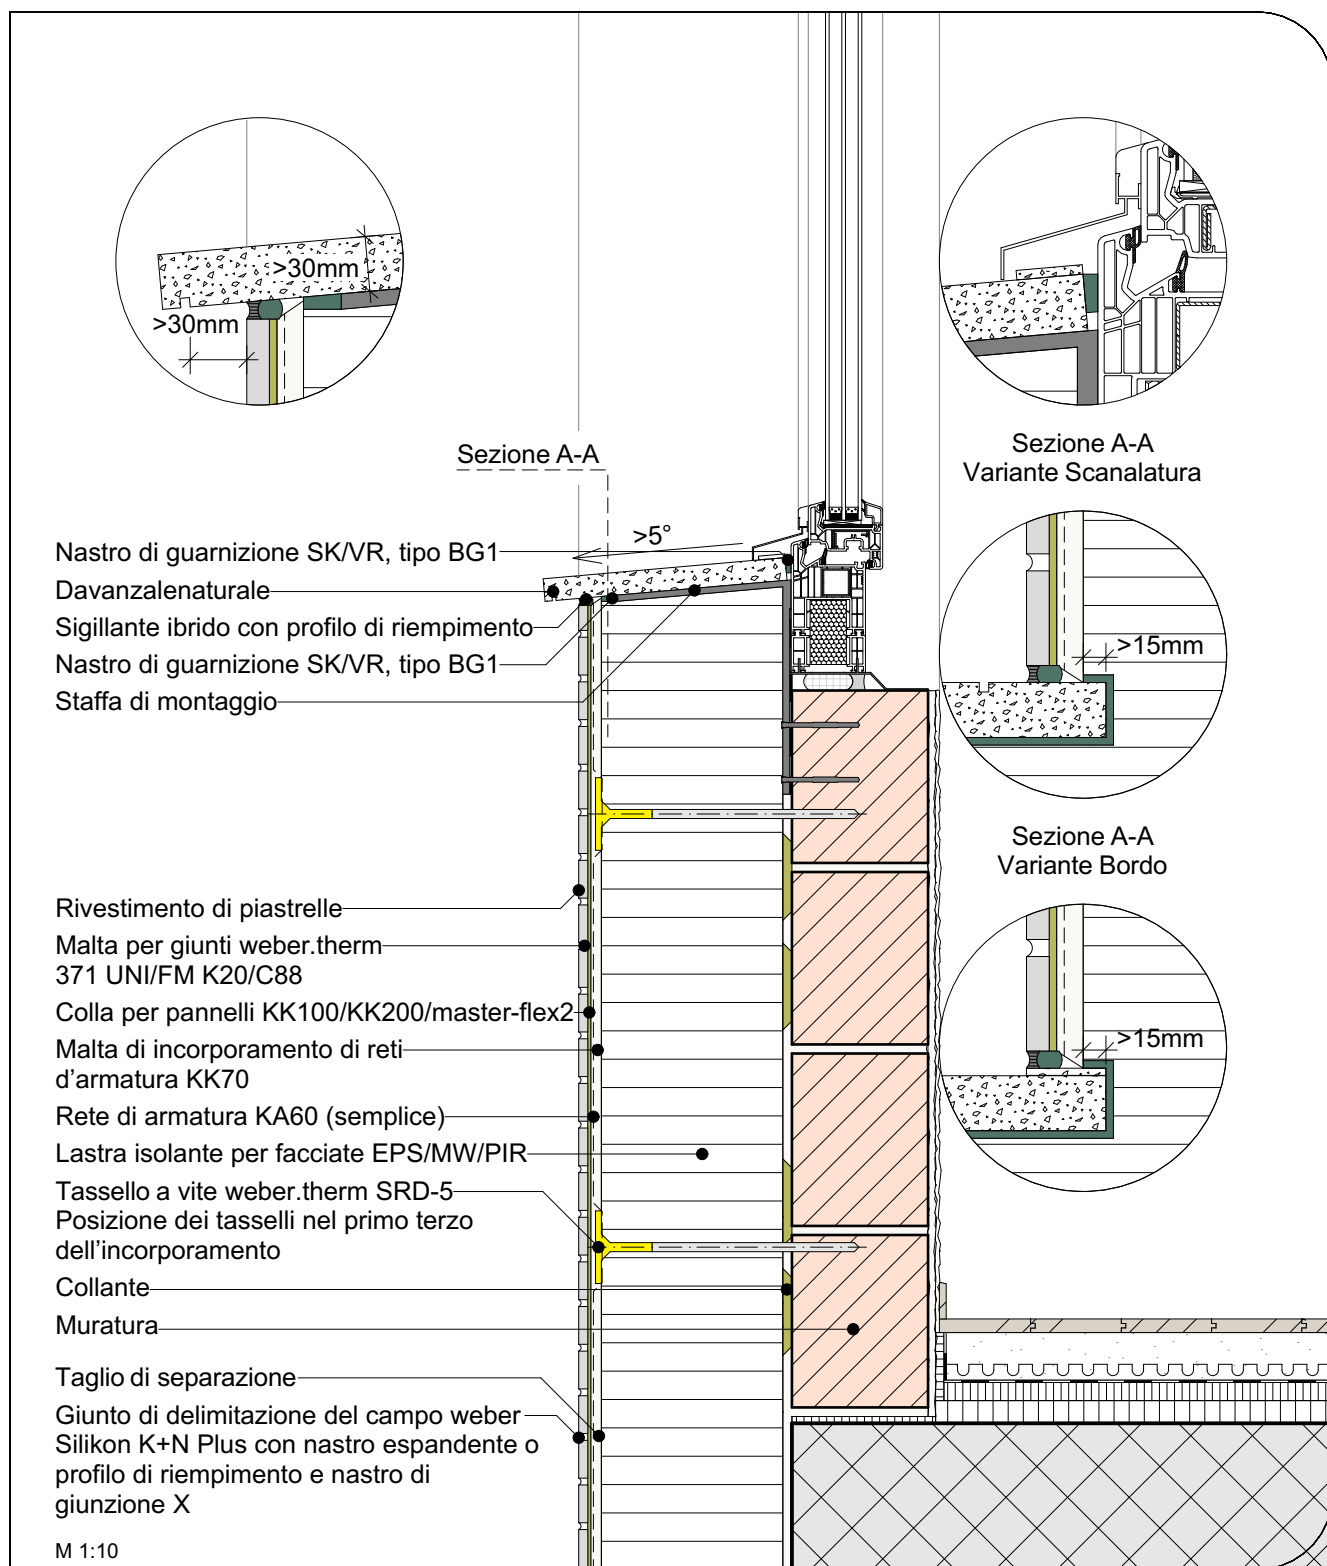 >30mm
>30mm
Sezione A-A
>5°
Sezione A-A
Variante Scanalatura
>15mm
Sezione A-A
Variante Bordo
>15mm
Nastro di guarnizione SK/VR, tipo BG1
Davanzalenaturale
Sigillante ibrido con profilo di riempimento
Nastro di guarnizione SK/VR, tipo BG1
Staffa di montaggio
Rivestimento di piastrelle
Malta per giunti weber.therm
371 UNI/FM K20/C88
Colla per pannelli KK100/KK200/master-flex2
Malta di incorporamento di reti
d’armatura KK70
Rete di armatura KA60 (semplice)
Lastra isolante per facciate EPS/MW/PIR
Tassello a vite weber.therm SRD-5
Posizione dei tasselli nel primo terzo
dell’incorporamento
Collante
Muratura
Taglio di separazione
Giunto di delimitazione del campo weber
Silikon K+N Plus con nastro espandente o
profilo di riempimento e nastro di
giunzione X
M 1:10